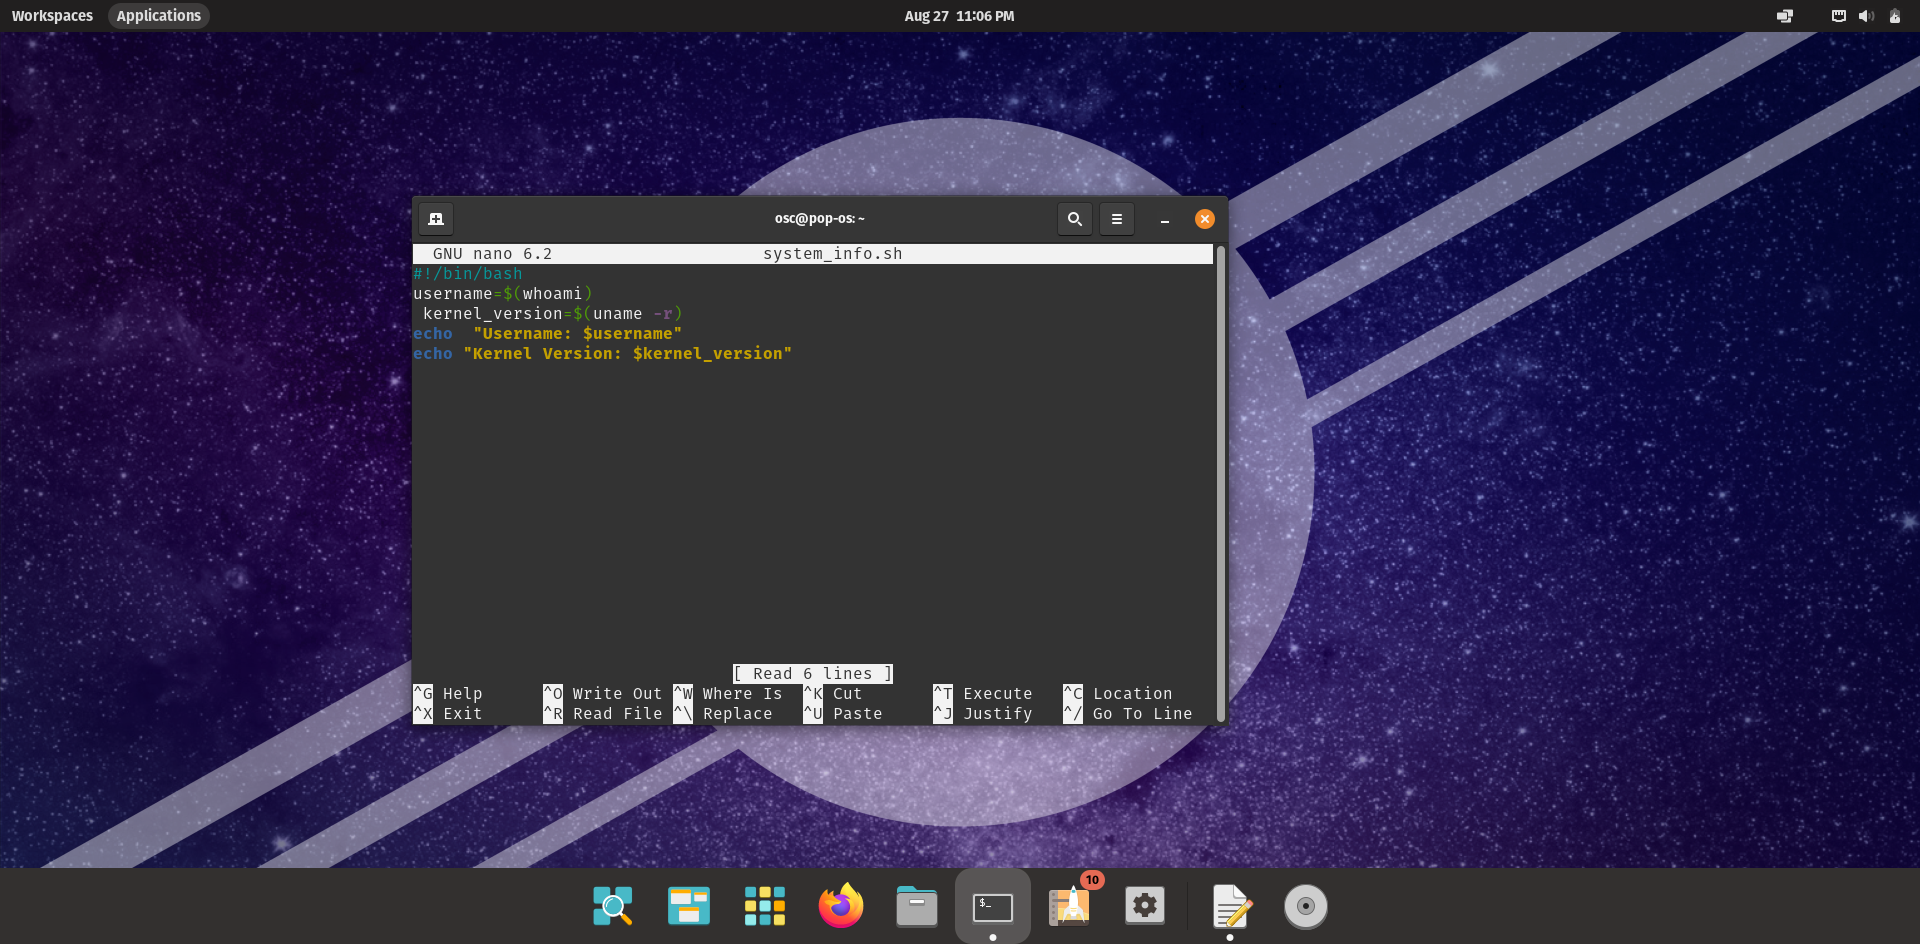 Workspaces Applications Aug 27 11:06 PM
osc@pop-os: ~
GNU nano 6.2 system_info.sh
#!/bin/bash
username=$(whoami)
 kernel_version=$(uname -r)
echo  "Username: $username"
echo "Kernel Version: $kernel_version"
[ Read 6 lines ]
^G Help ^O Write Out ^W Where Is ^K Cut ^T Execute ^C Location
^X Exit ^R Read File ^\ Replace ^U Paste ^J Justify ^/ Go To Line
10
$_